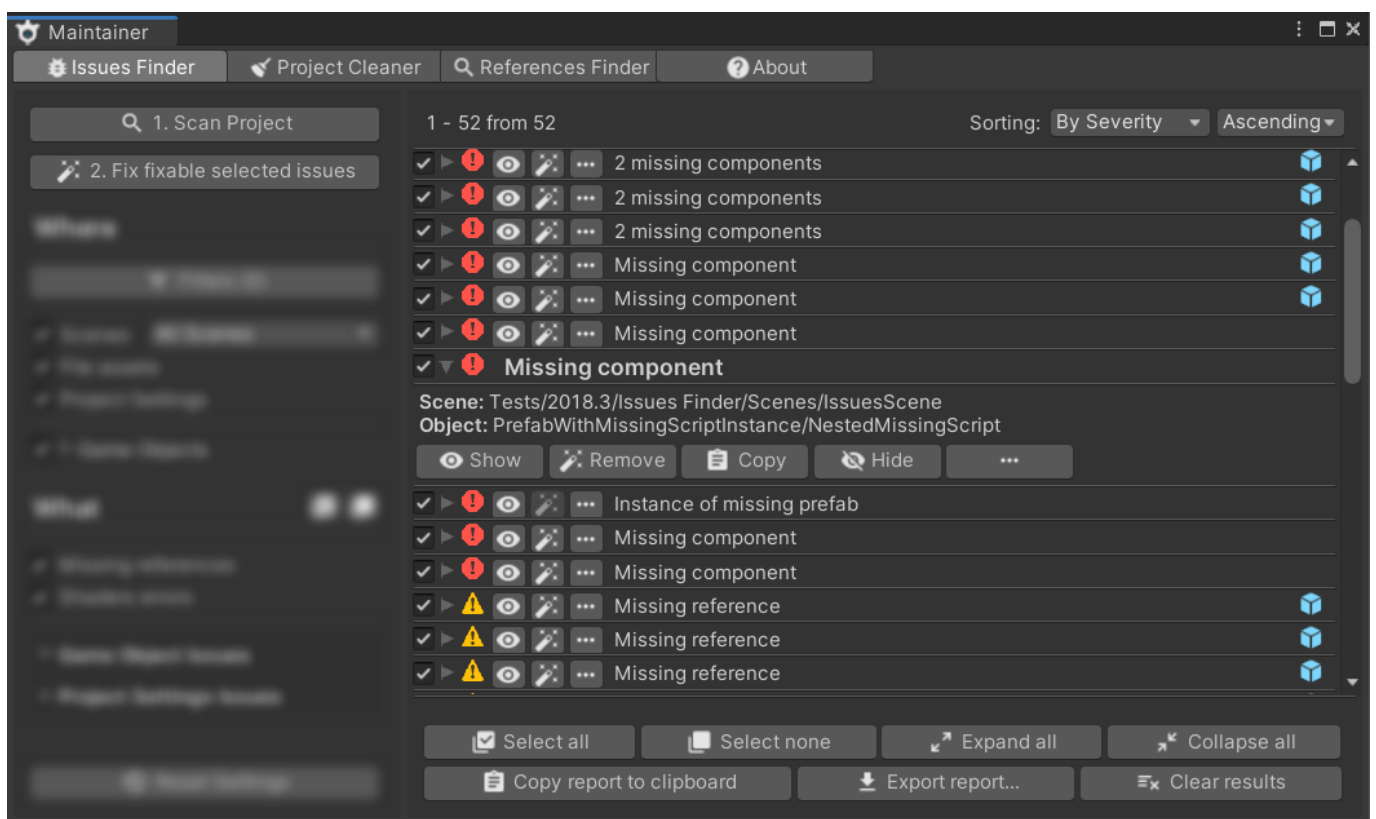 Maintainer
Issues Finder Project Cleaner References Finder About
1. Scan Project
2. Fix fixable selected issues
1 - 52 from 52 Sorting: By Severity Ascending
2 missing components
2 missing components
2 missing components
Missing component
Missing component
Missing component
Missing component
Scene: Tests/2018.3/Issues Finder/Scenes/IssuesScene
Object: PrefabWithMissingScriptInstance/NestedMissingScript
Show Remove Copy Hide ...
Instance of missing prefab
Missing component
Missing component
Missing reference
Missing reference
Missing reference
Select all Select none Expand all Collapse all
Copy report to clipboard Export report... Clear results